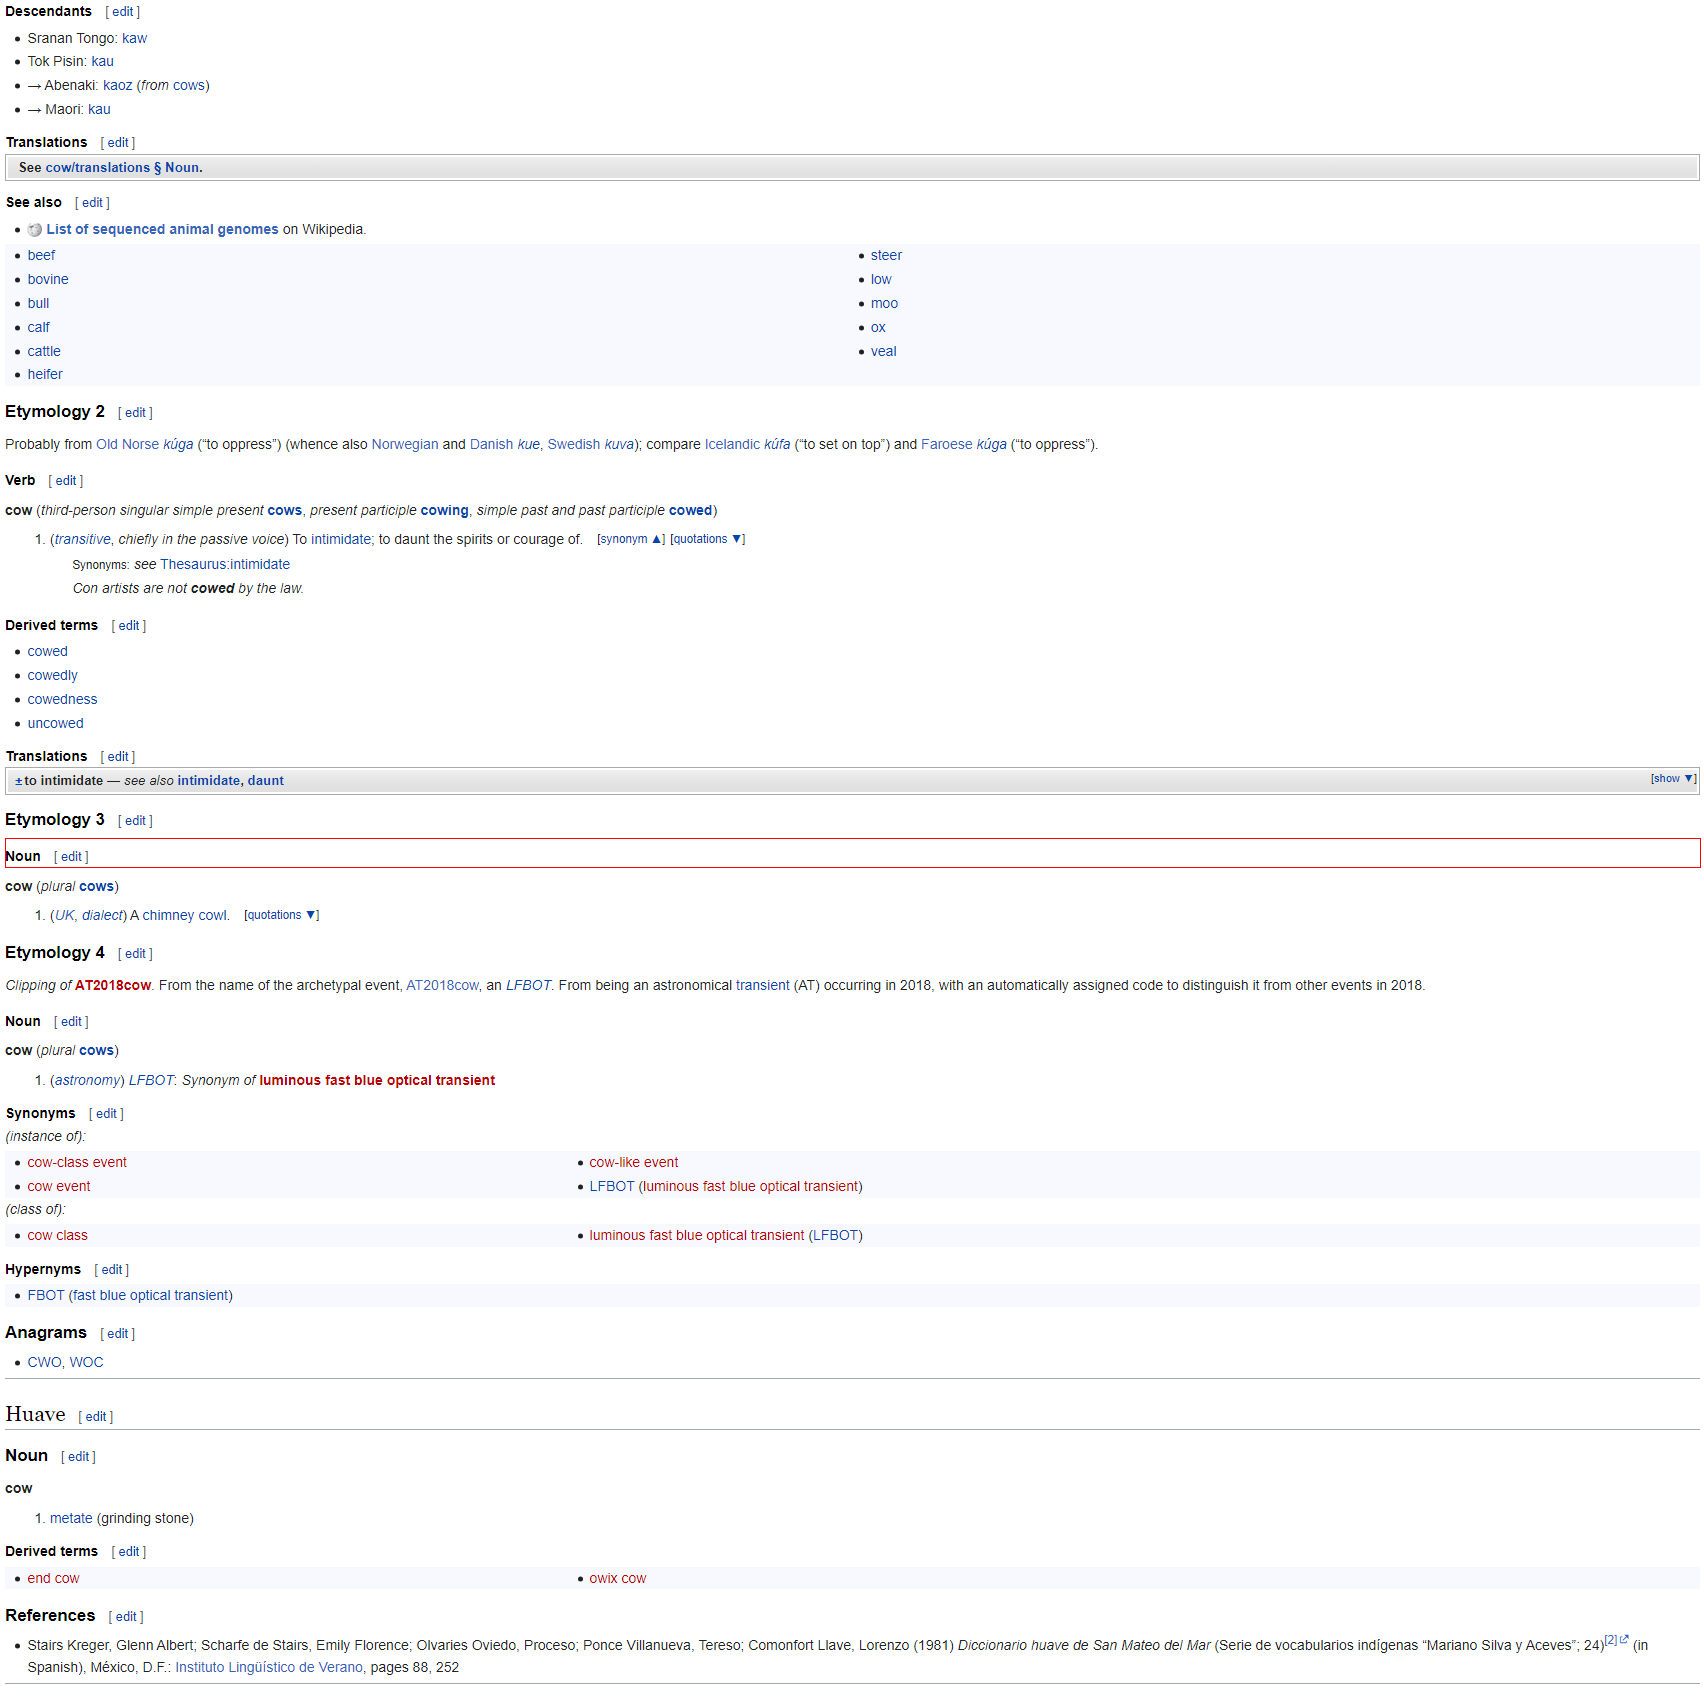 Descendants [ edit ]
• Sranan Tongo: kaw
• Tok Pisin: kau
• → Abenaki: kaoz (from cows)
• → Maori: kau
Translations [ edit ]
See cow/translations § Noun.
See also [ edit ]
• List of sequenced animal genomes on Wikipedia.
• beef
• bovine
• bull
• calf
• cattle
• heifer
• steer
• low
• moo
• ox
• veal
Etymology 2 [ edit ]
Probably from Old Norse kúga (“to oppress”) (whence also Norwegian and Danish kue, Swedish kuva); compare Icelandic kúfa (“to set on top”) and Faroese kúga (“to oppress”).
Verb [ edit ]
cow (third-person singular simple present cows, present participle cowing, simple past and past participle cowed)
1. (transitive, chiefly in the passive voice) To intimidate; to daunt the spirits or courage of. [synonym ▲] [quotations ▼]
Synonyms: see Thesaurus:intimidate
Con artists are not cowed by the law.
Derived terms [ edit ]
• cowed
• cowedly
• cowedness
• uncowed
Translations [ edit ]
± to intimidate — see also intimidate, daunt [show ▼]
Etymology 3 [ edit ]
Noun [ edit ]
cow (plural cows)
1. (UK, dialect) A chimney cowl. [quotations ▼]
Etymology 4 [ edit ]
Clipping of AT2018cow. From the name of the archetypal event, AT2018cow, an LFBOT. From being an astronomical transient (AT) occurring in 2018, with an automatically assigned code to distinguish it from other events in 2018.
Noun [ edit ]
cow (plural cows)
1. (astronomy) LFBOT: Synonym of luminous fast blue optical transient
Synonyms [ edit ]
(instance of):
• cow-class event
• cow event
• cow-like event
• LFBOT (luminous fast blue optical transient)
(class of):
• cow class
• luminous fast blue optical transient (LFBOT)
Hypernyms [ edit ]
• FBOT (fast blue optical transient)
Anagrams [ edit ]
• CWO, WOC
Huave [ edit ]
Noun [ edit ]
cow
1. metate (grinding stone)
Derived terms [ edit ]
• end cow
• owix cow
References [ edit ]
• Stairs Kreger, Glenn Albert; Scharfe de Stairs, Emily Florence; Olvaries Oviedo, Proceso; Ponce Villanueva, Tereso; Comonfort Llave, Lorenzo (1981) Diccionario huave de San Mateo del Mar (Serie de vocabularios indígenas “Mariano Silva y Aceves”; 24)[2] (in
Spanish), México, D.F.: Instituto Lingüístico de Verano, pages 88, 252